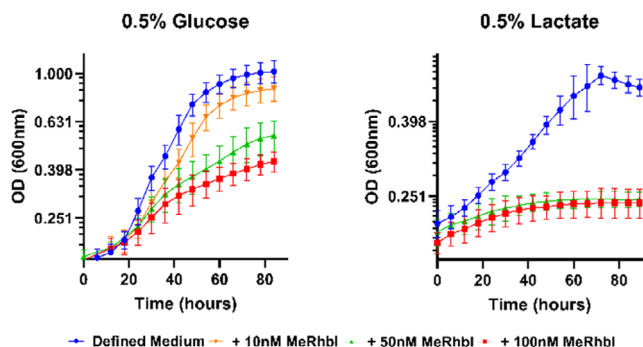 0.5% Glucose
0.5% Lactate
OD (600nm)
1.000
0.631
0.398
0.251
0 20 40 60 80
Time (hours)
OD (600nm)
0.398
0.251
0 20 40 60 80
Time (hours)
Defined Medium + 10nM MeRhbl + 50nM MeRhbl + 100nM MeRhbl